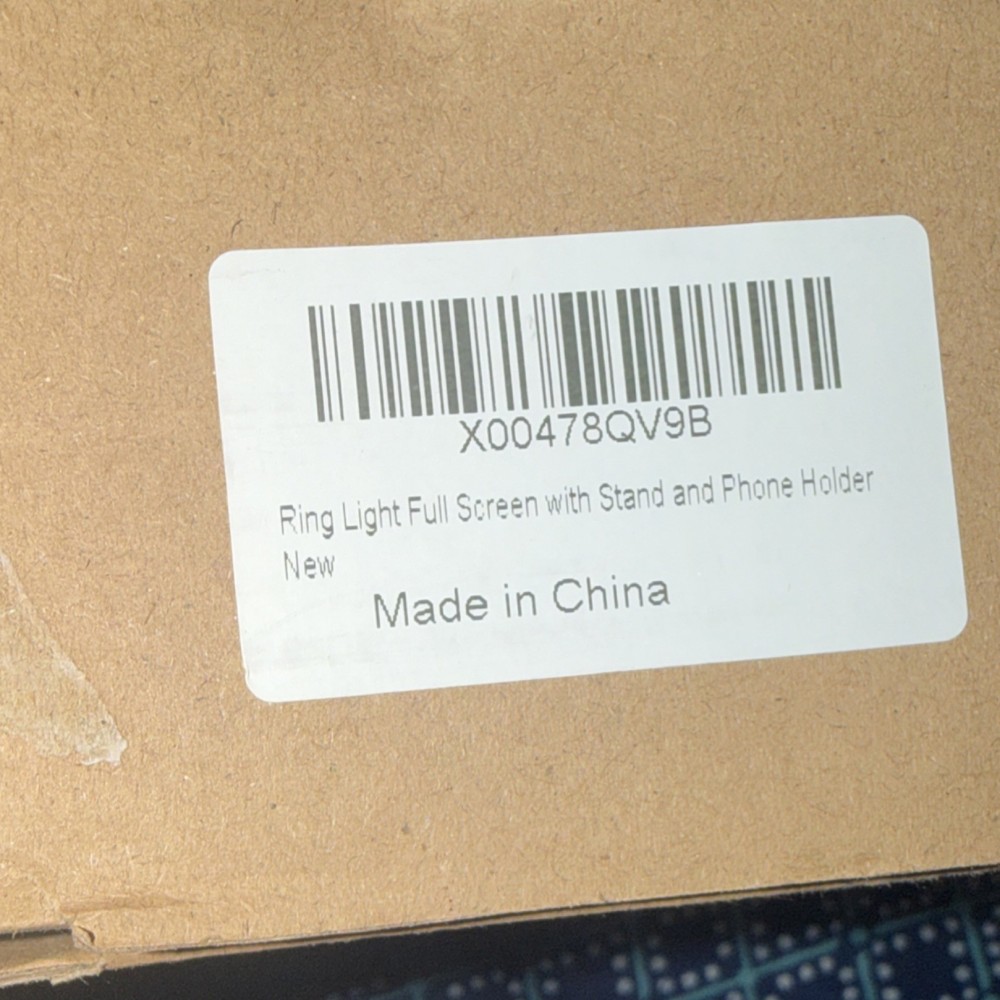 X00478QV9B
Ring Light Full Screen with Stand and Phone Holder
New
Made in China